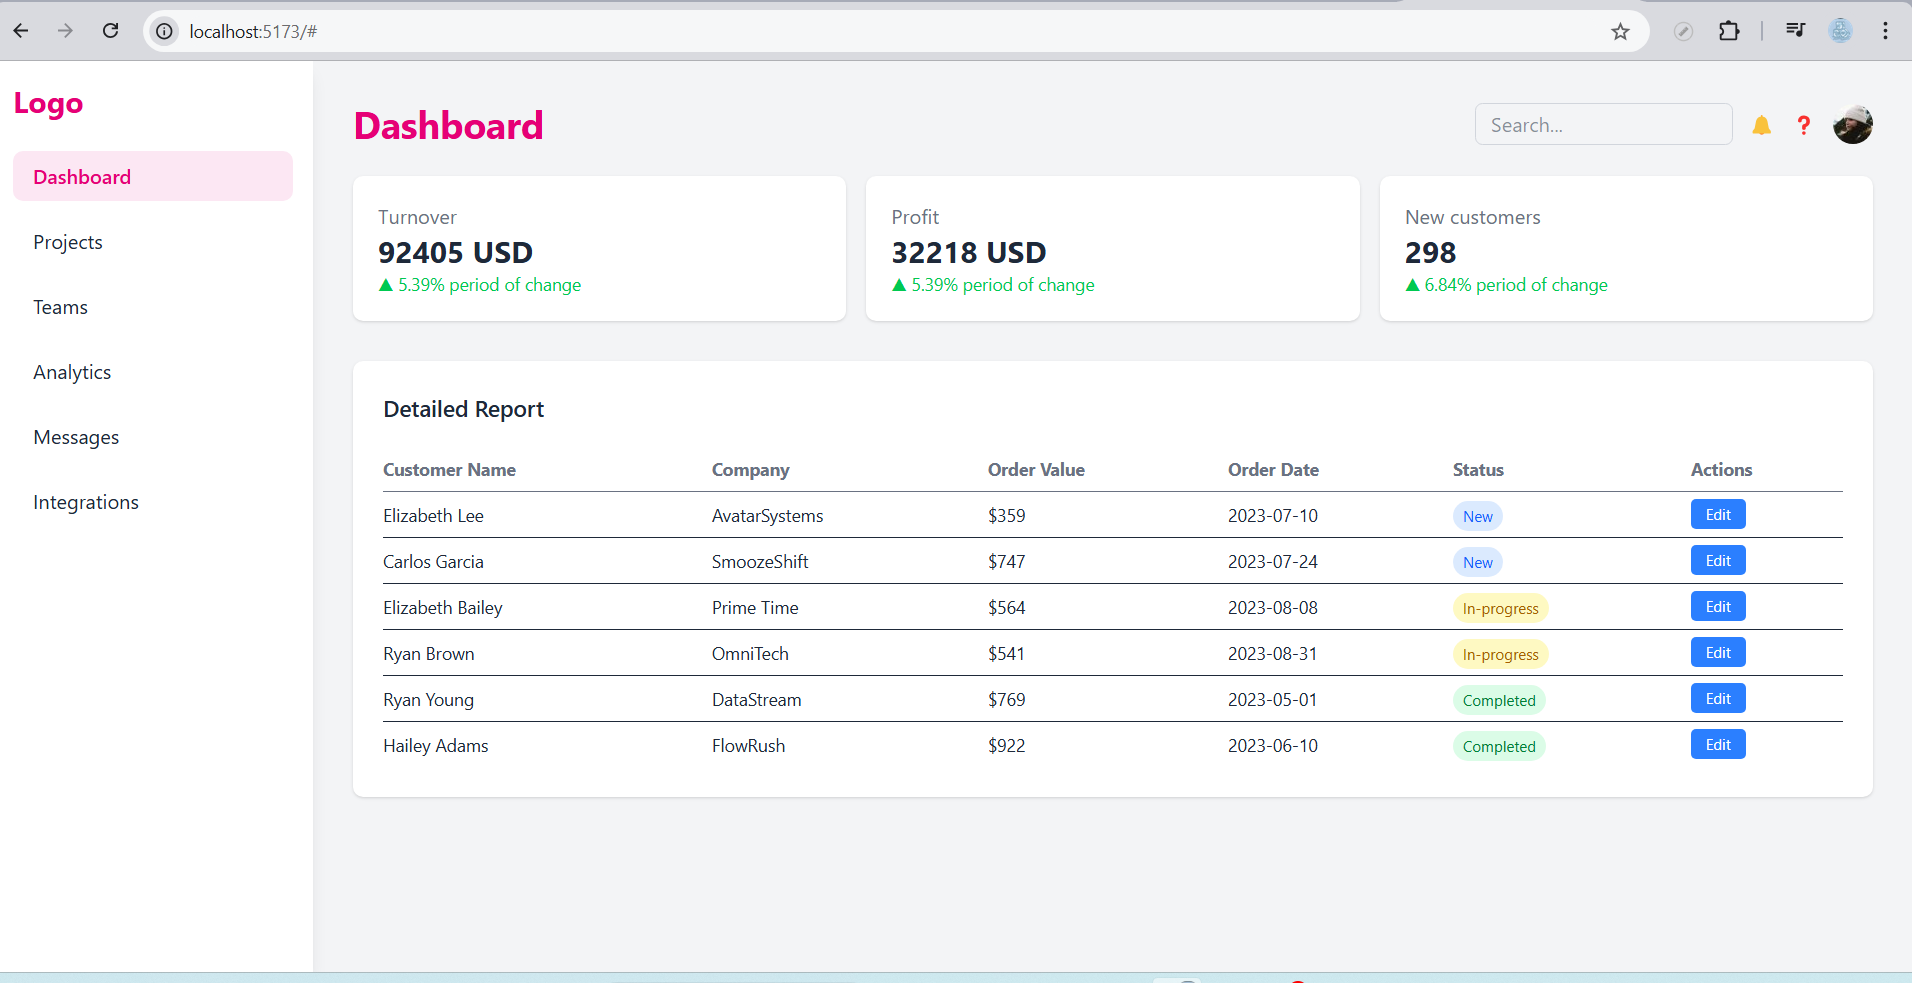 localhost:5173/#
Logo
Dashboard
Projects
Teams
Analytics
Messages
Integrations
Dashboard
Search...
Turnover
92405 USD
▲ 5.39% period of change
Profit
32218 USD
▲ 5.39% period of change
New customers
298
▲ 6.84% period of change
Detailed Report
Customer Name Company Order Value Order Date Status Actions
Elizabeth Lee AvatarSystems $359 2023-07-10 New Edit
Carlos Garcia SmoozeShift $747 2023-07-24 New Edit
Elizabeth Bailey Prime Time $564 2023-08-08 In-progress Edit
Ryan Brown OmniTech $541 2023-08-31 In-progress Edit
Ryan Young DataStream $769 2023-05-01 Completed Edit
Hailey Adams FlowRush $922 2023-06-10 Completed Edit